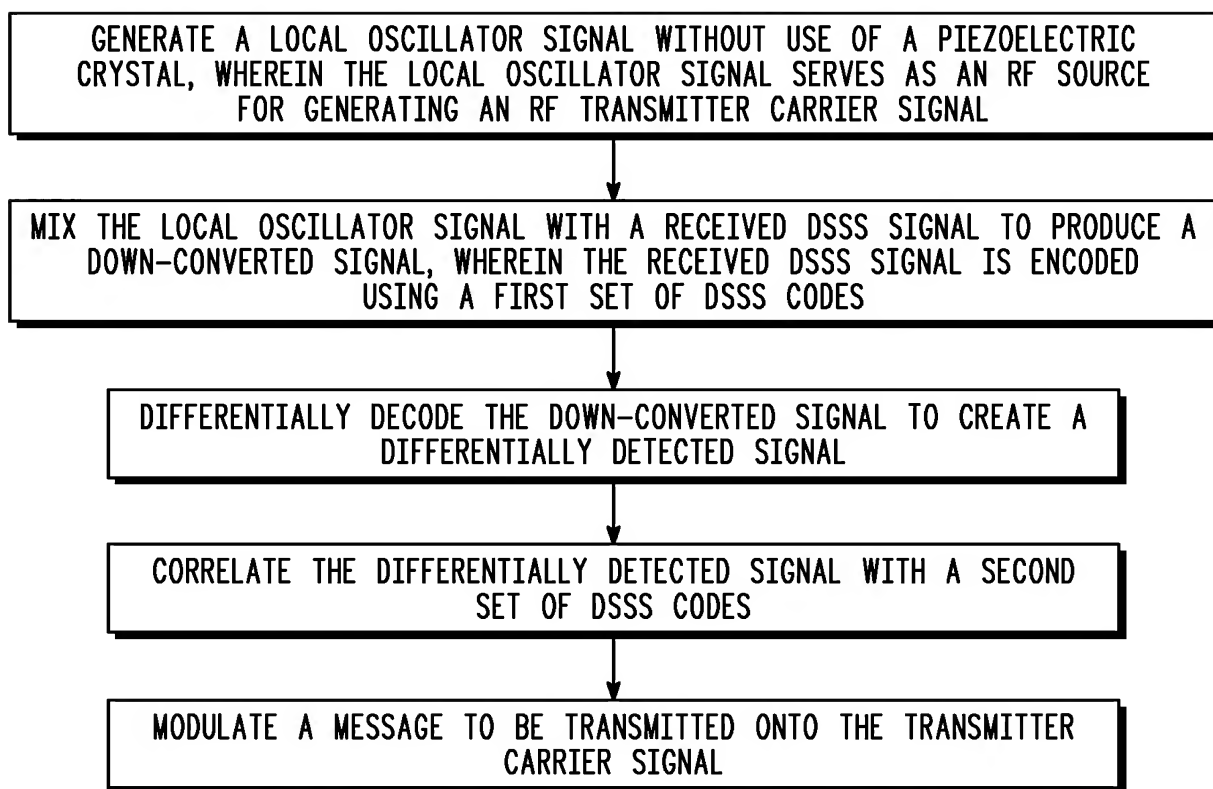 GENERATE A LOCAL OSCILLATOR SIGNAL WITHOUT USE OF A PIEZOELECTRIC
CRYSTAL, WHEREIN THE LOCAL OSCILLATOR SIGNAL SERVES AS AN RF SOURCE
FOR GENERATING AN RF TRANSMITTER CARRIER SIGNAL
MIX THE LOCAL OSCILLATOR SIGNAL WITH A RECEIVED DSSS SIGNAL TO PRODUCE A
DOWN-CONVERTED SIGNAL, WHEREIN THE RECEIVED DSSS SIGNAL IS ENCODED
USING A FIRST SET OF DSSS CODES
DIFFERENTIALLY DECODE THE DOWN-CONVERTED SIGNAL TO CREATE A
DIFFERENTIALLY DETECTED SIGNAL
CORRELATE THE DIFFERENTIALLY DETECTED SIGNAL WITH A SECOND
SET OF DSSS CODES
MODULATE A MESSAGE TO BE TRANSMITTED ONTO THE TRANSMITTER
CARRIER SIGNAL